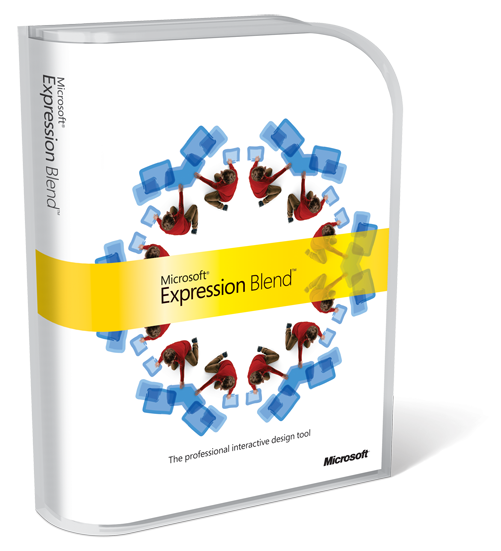 Microsoft®
Expression Blend™
Microsoft®
Expression Blend™
The professional interactive design tool
Microsoft®